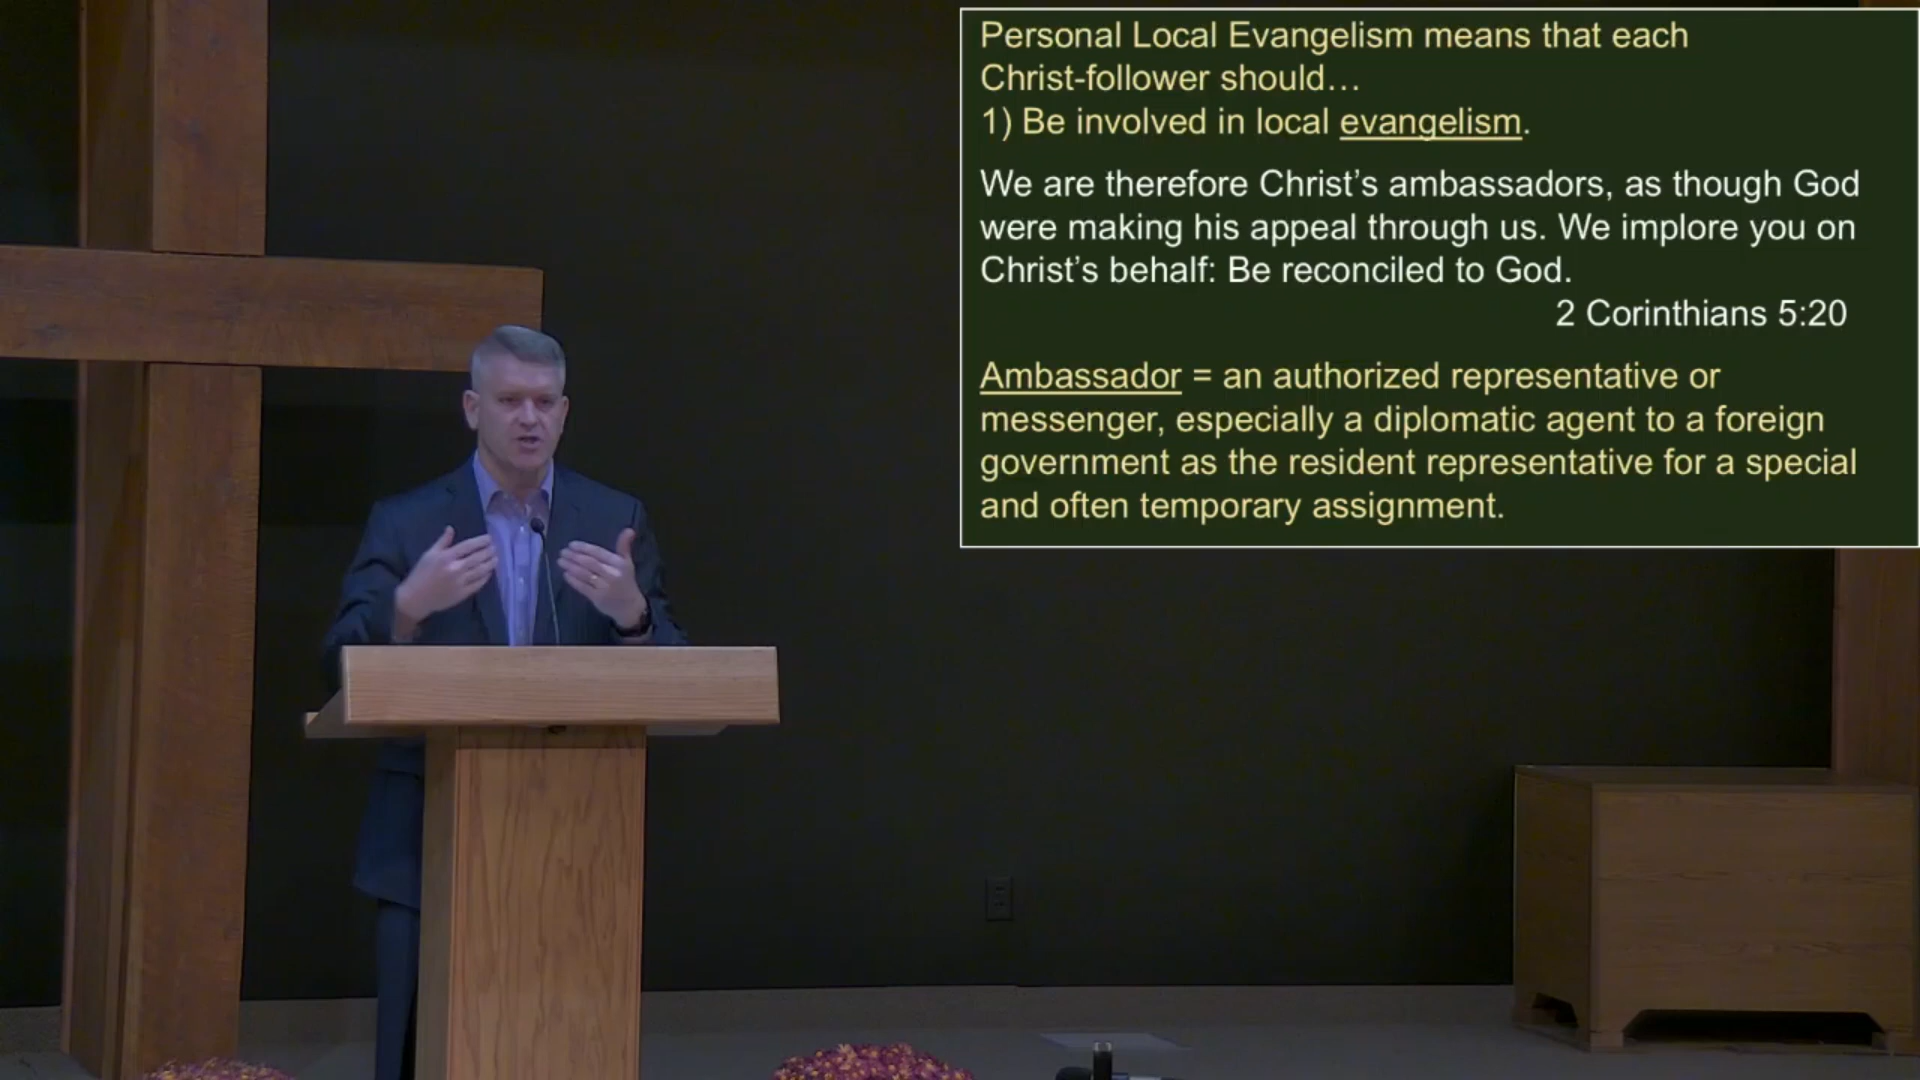 Personal Local Evangelism means that each
Christ-follower should…
1) Be involved in local evangelism.
We are therefore Christ’s ambassadors, as though God
were making his appeal through us. We implore you on
Christ’s behalf: Be reconciled to God.
2 Corinthians 5:20
Ambassador = an authorized representative or
messenger, especially a diplomatic agent to a foreign
government as the resident representative for a special
and often temporary assignment.